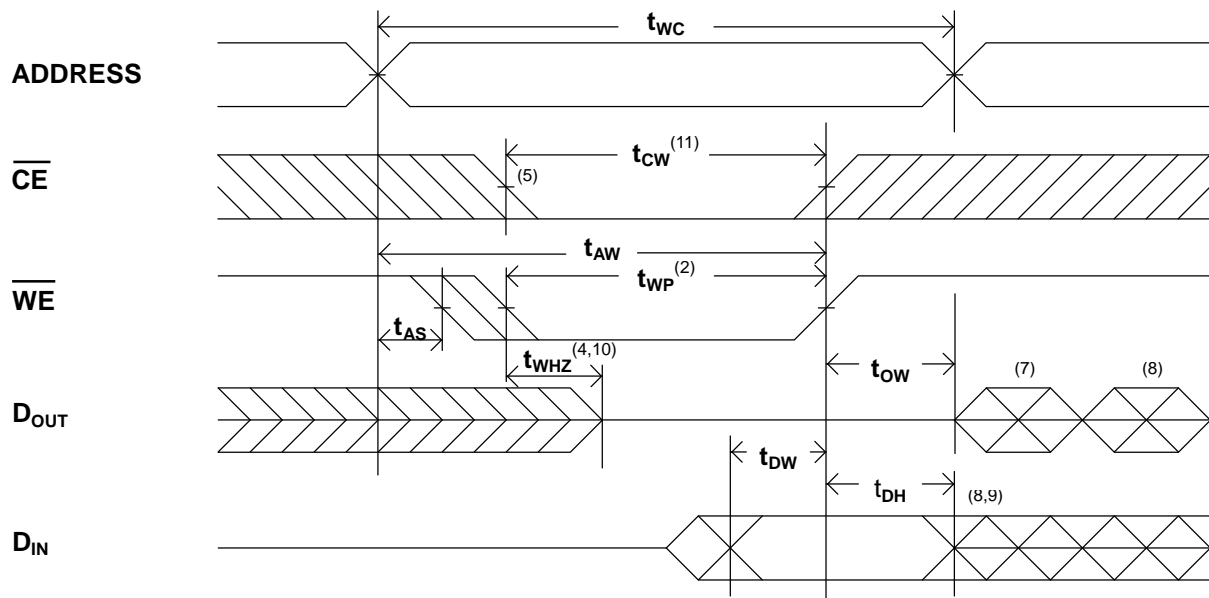 tWC
ADDRESS
tCW(11)
CE
(5)
tAW
tWP(2)
WE
tAS
tWHZ(4,10)
tOW
(7)
(8)
DOUT
tDW
tDH
(8,9)
DIN